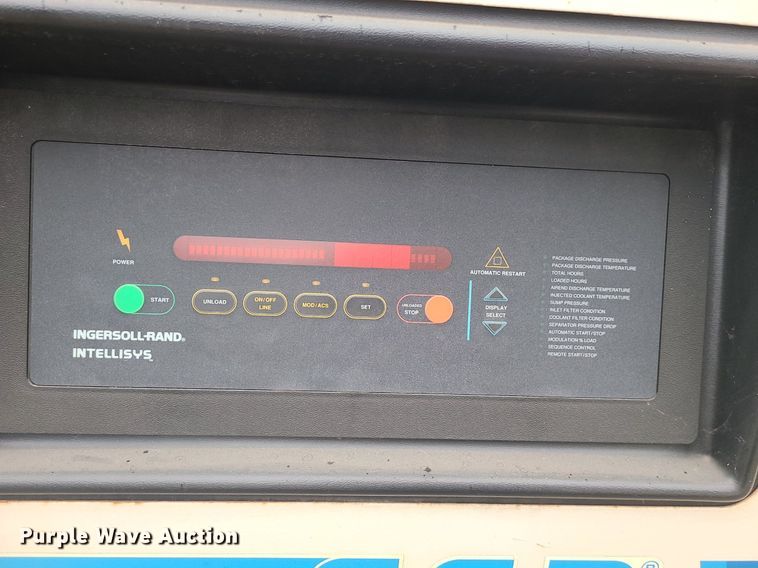 POWER
AUTOMATIC RESTART
START
UNLOAD
ON/OFF
LINE
MOD/ACS
SET
UNLOADED
STOP
DISPLAY
SELECT
PACKAGE DISCHARGE PRESSURE
PACKAGE DISCHARGE TEMPERATURE
TOTAL HOURS
LOADED HOURS
AIREND DISCHARGE TEMPERATURE
INJECTED COOLANT TEMPERATURE
SUMP PRESSURE
INLET FILTER CONDITION
COOLANT FILTER CONDITION
SEPARATOR PRESSURE DROP
AUTOMATIC START/STOP
MODULATION % LOAD
SEQUENCE CONTROL
REMOTE START/STOP
INGERSOLL-RAND®
INTELLISYS™
Purple Wave Auction